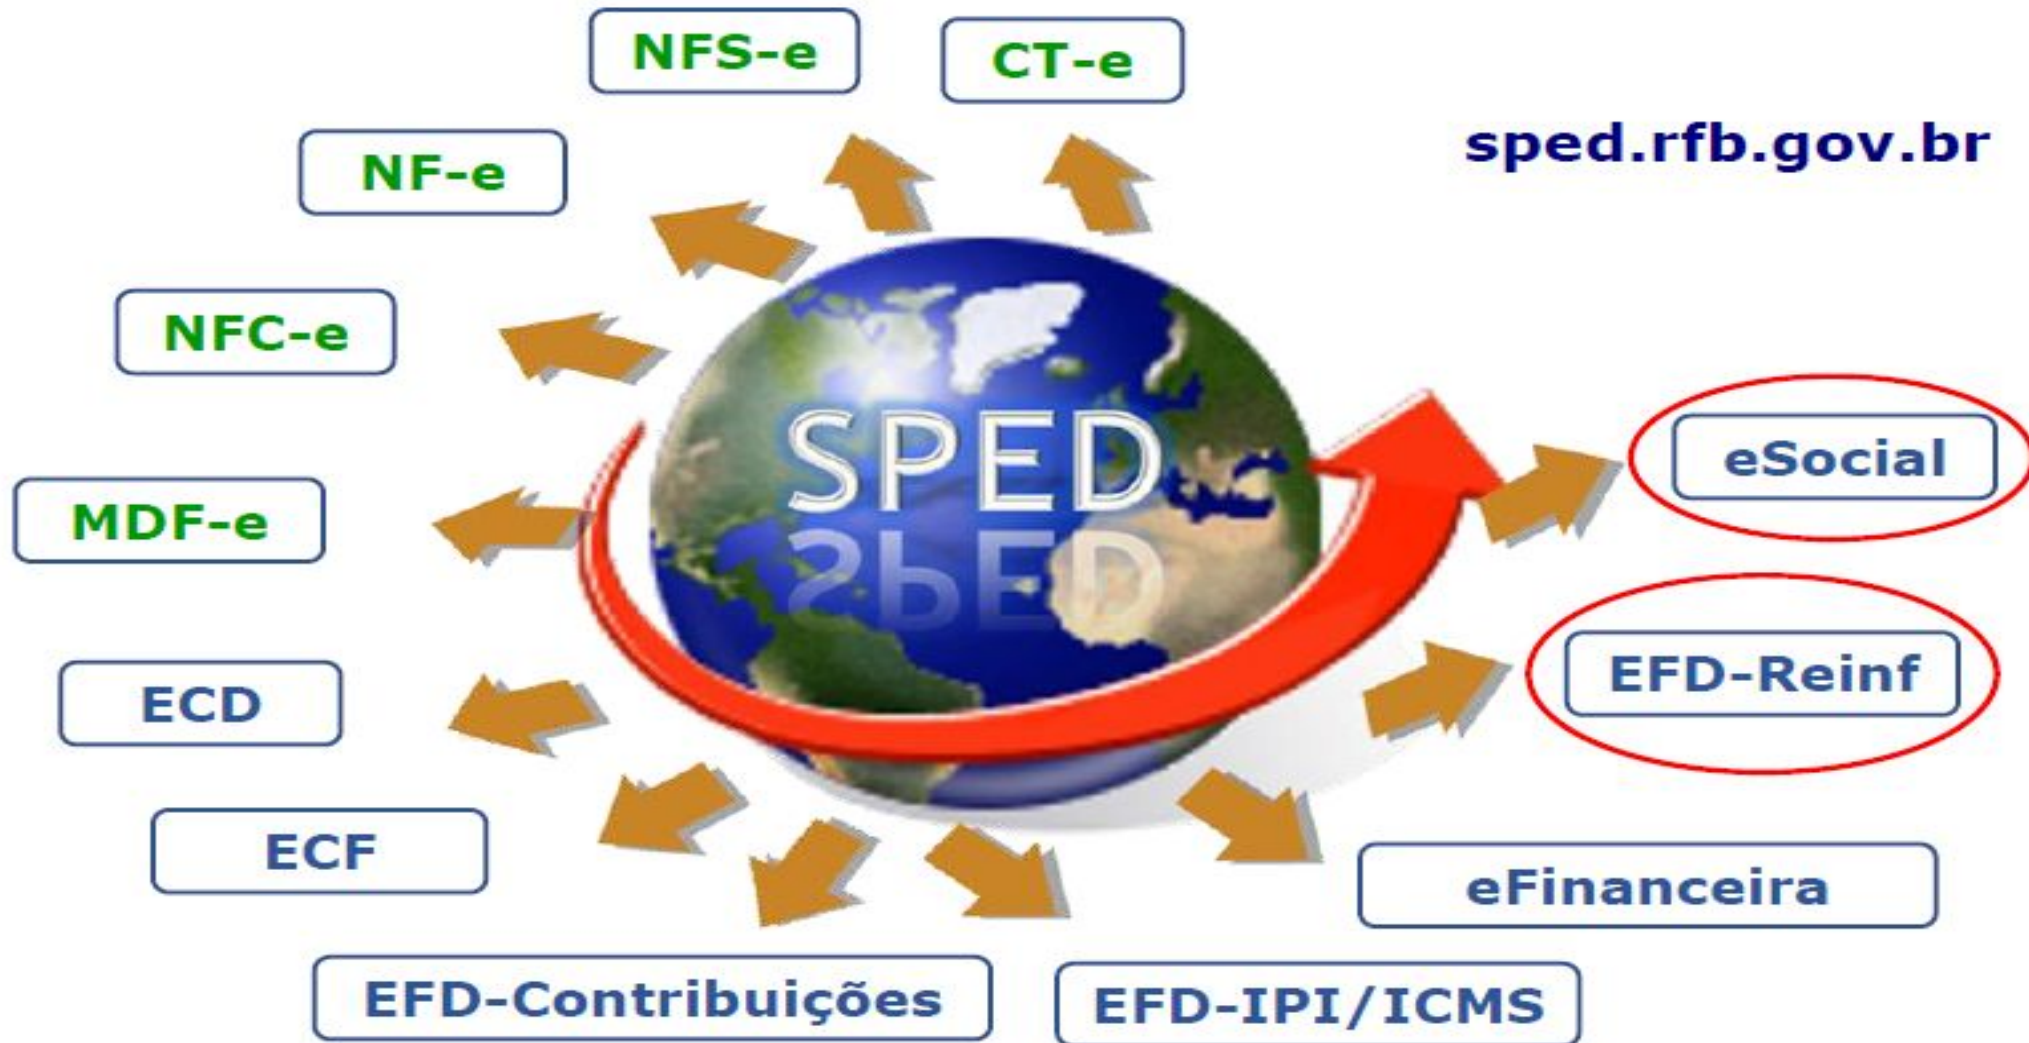 NFS-e
CT-e
sped.rfb.gov.br
NF-e
NFC-e
SPED
eSocial
MDF-e
EFD-Reinf
ECD
ECF
eFinanceira
EFD-Contribuições
EFD-IPI/ICMS